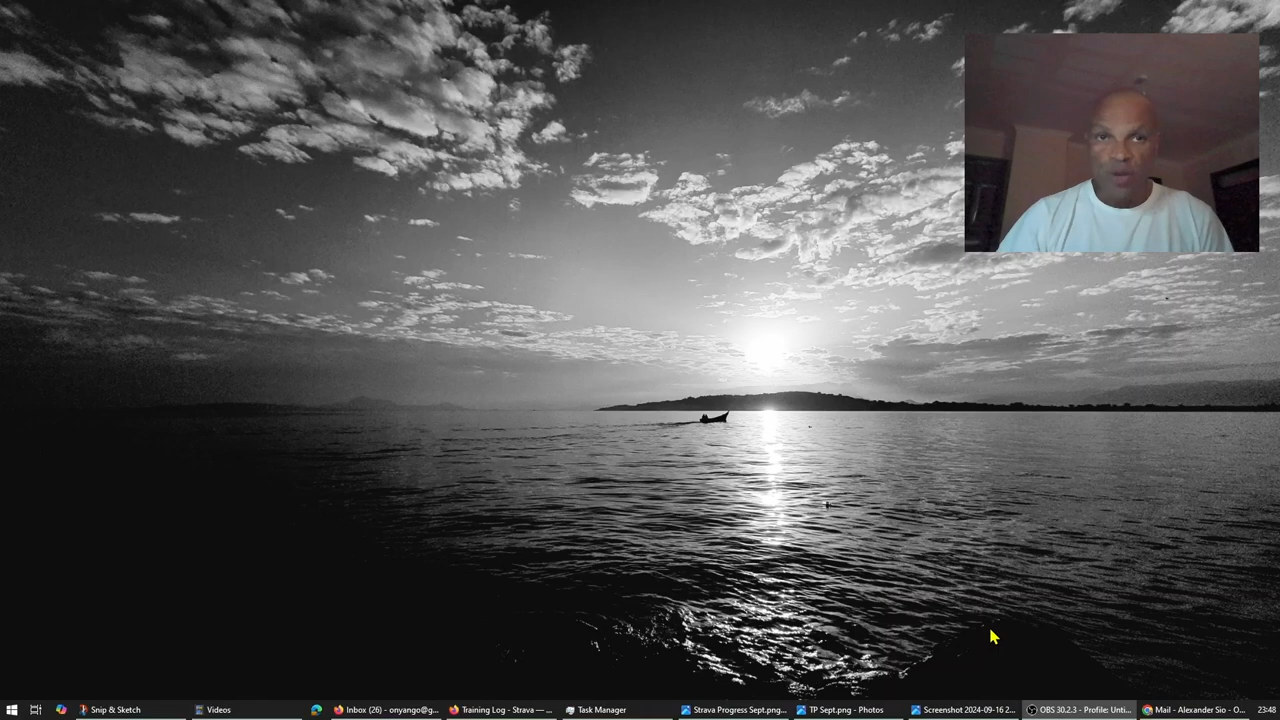 Snip & Sketch
Videos
Inbox (26) - onyango@g...
Training Log - Strava — ...
Task Manager
Strava Progress Sept.png...
TP Sept.png - Photos
Screenshot 2024-09-16 2...
OBS 30.2.3 - Profile: Unti...
Mail - Alexander Sio - O...
23:48